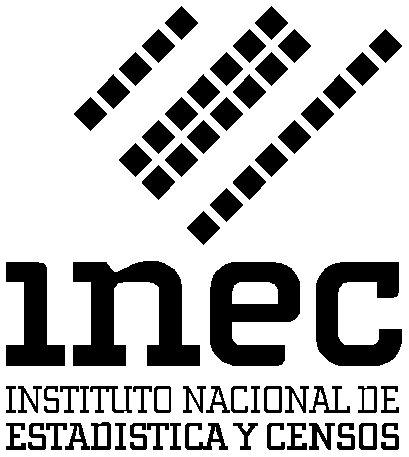 inec
INSTITUTO NACIONAL DE
ESTADISTICA Y CENSOS